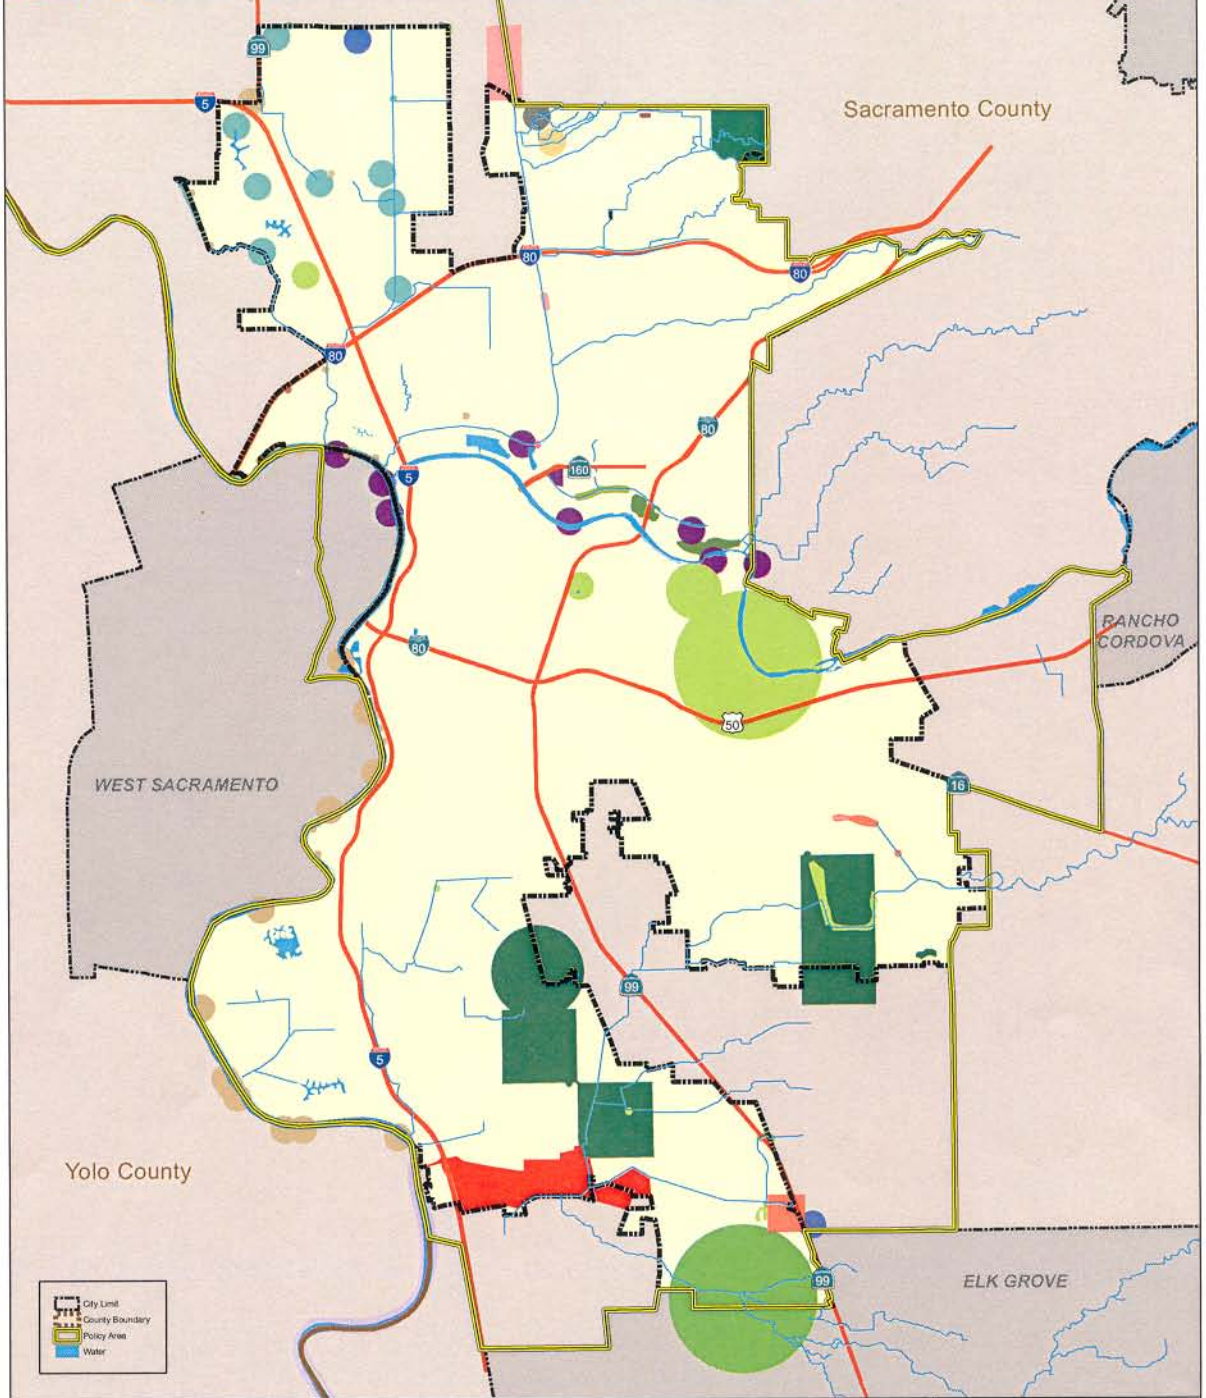 99
5
Sacramento County
80
80
80
80
160
5
RANCHO
CORDOVA
80
50
WEST SACRAMENTO
16
99
5
Yolo County
ELK GROVE
99
City Limit
County Boundary
Policy Area
Water